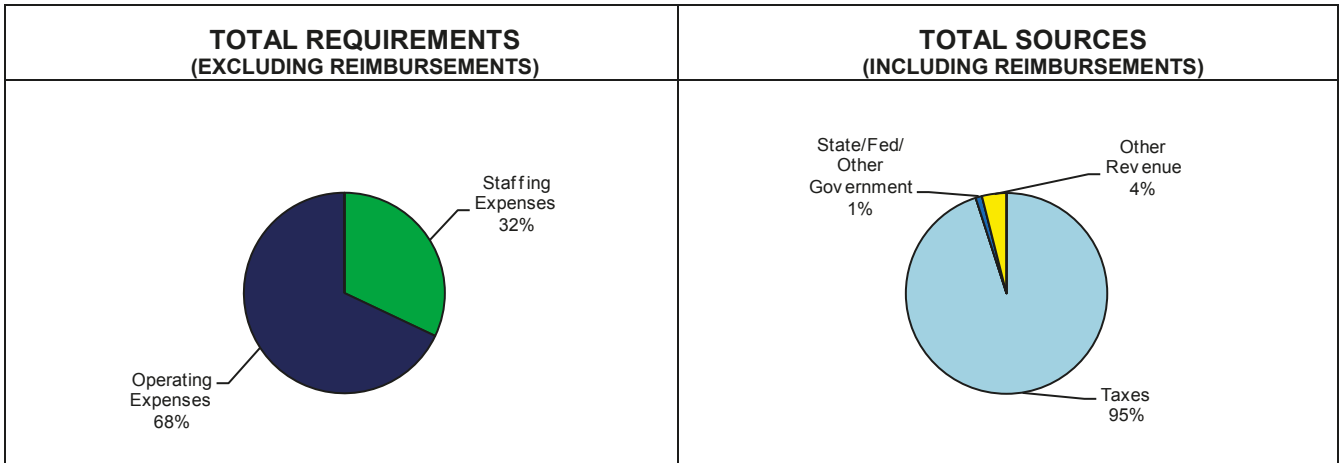 TOTAL REQUIREMENTS
(EXCLUDING REIMBURSEMENTS)
Staffing
Expenses
32%
Operating
Expenses
68%
TOTAL SOURCES
(INCLUDING REIMBURSEMENTS)
State/Fed/
Other
Government
1%
Other
Revenue
4%
Taxes
95%